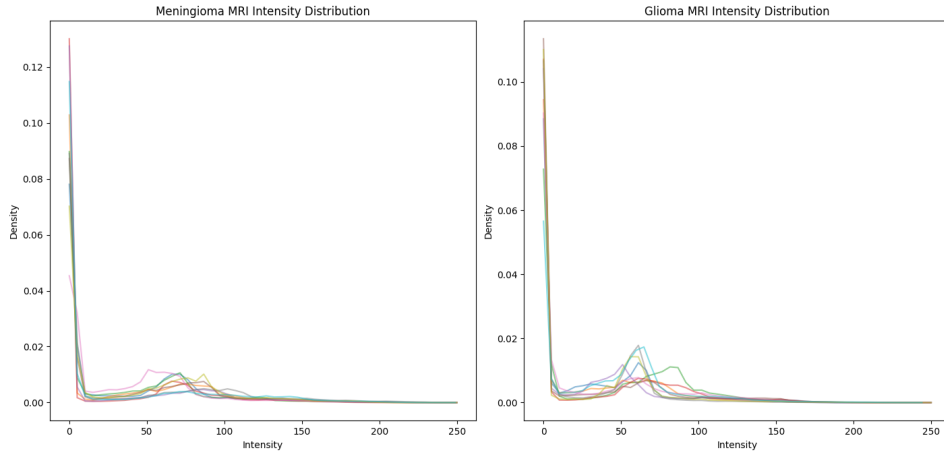 Meningioma MRI Intensity Distribution
Density
0.12
0.10
0.08
0.06
0.04
0.02
0.00
0 50 100 150 200 250
Intensity
Glioma MRI Intensity Distribution
Density
0.10
0.08
0.06
0.04
0.02
0.00
0 50 100 150 200 250
Intensity